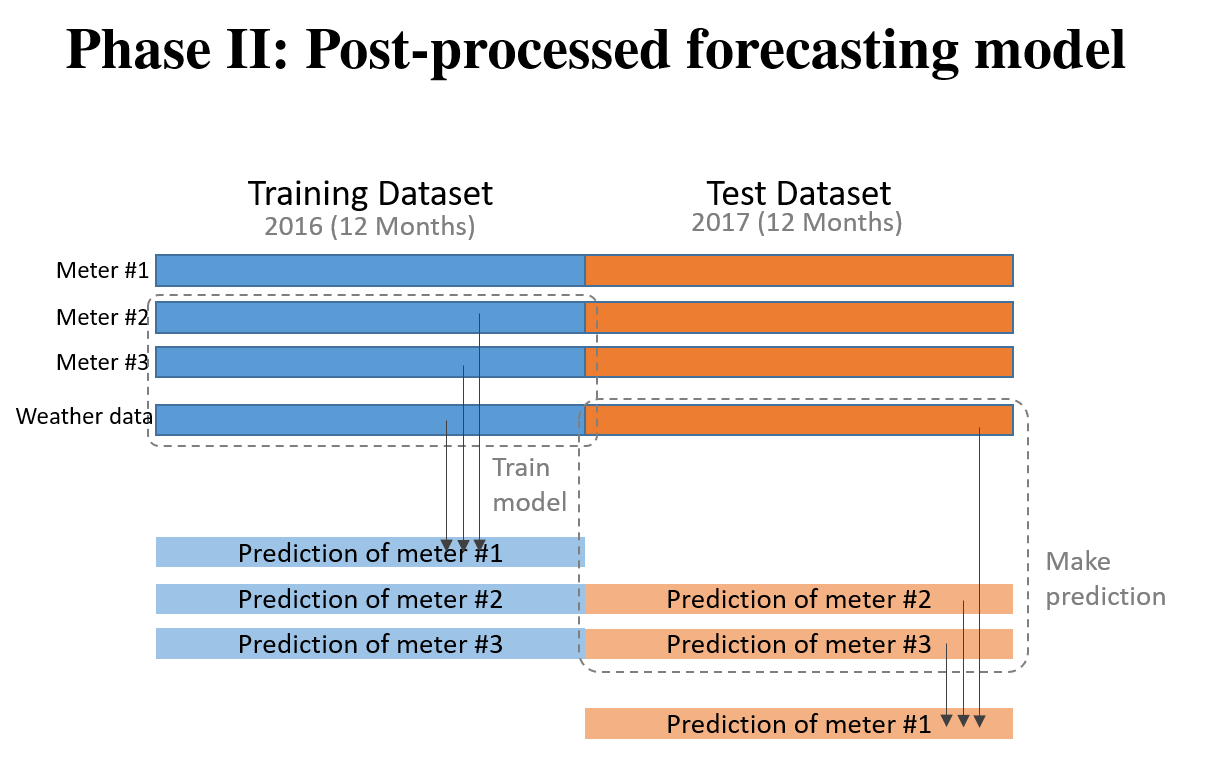 Phase II: Post-processed forecasting model
Training Dataset
2016 (12 Months)
Test Dataset
2017 (12 Months)
Meter #1
Meter #2
Meter #3
Weather data
Train
model
Prediction of meter #1
Prediction of meter #2
Prediction of meter #2
Prediction of meter #3
Prediction of meter #3
Make
prediction
Prediction of meter #1